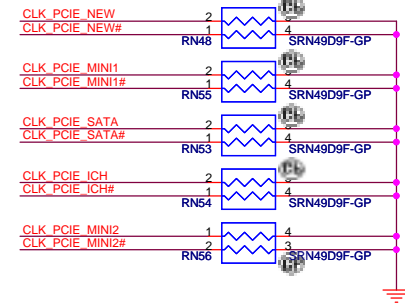 CLK_PCIE_NEW 2
CLK_PCIE_NEW# 1 4
RN48 SRN49D9F-GP
CLK_PCIE_MINI1 2
CLK_PCIE_MINI1# 1 4
RN55 SRN49D9F-GP
CLK_PCIE_SATA 2
CLK_PCIE_SATA# 1 4
RN53 SRN49D9F-GP
CLK_PCIE_ICH 2
CLK_PCIE_ICH# 1 4
RN54 SRN49D9F-GP
CLK_PCIE_MINI2 1 4
CLK_PCIE_MINI2# 2 3
RN56 SRN49D9F-GP